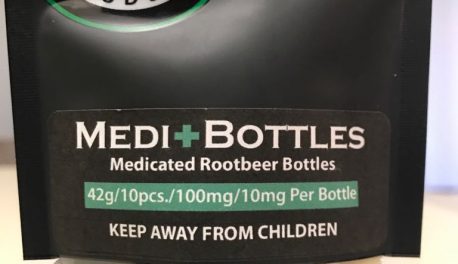 MEDI+BOTTLES
Medicated Rootbeer Bottles
42g/10pcs./100mg/10mg Per Bottle
KEEP AWAY FROM CHILDREN